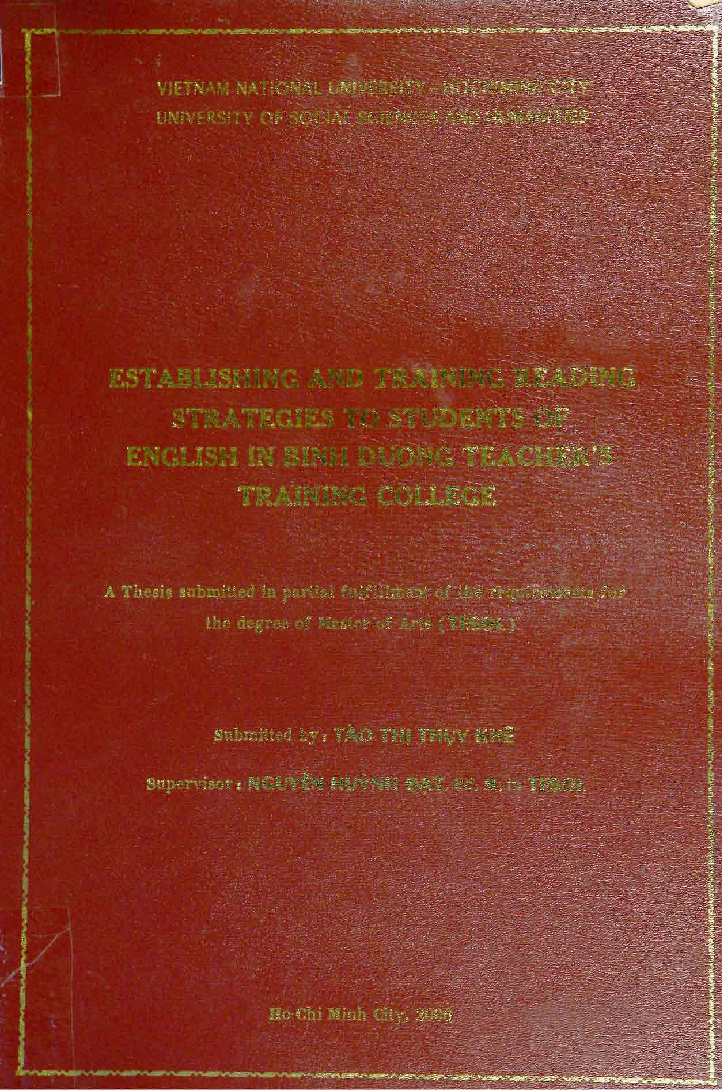 VIETNAM NATIONAL UNIVERSITY - HOCHIMINH CITY
UNIVERSITY OF SOCIAL SCIENCES AND HUMANITIES
ESTABLISHING AND TRAINING READING
STRATEGIES TO STUDENTS OF
ENGLISH IN BINH DUONG TEACHER'S
TRAINING COLLEGE
A Thesis submitted in partial fulfillment of the requirements for
the degree of Master of Arts (TESOL)
Submitted by: TÀO THỊ THỤY KHÊ
Supervisor: NGUYỄN HUỲNH ĐẠT, in TESOL
Ho Chi Minh City,